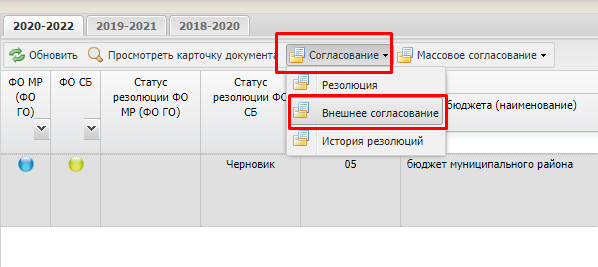 2020-2022 2019-2021 2018-2020
Обновить Просмотреть карточку документа Согласование Массовое согласование
Резолюция
Внешнее согласование
История резолюций
ФО МР (ФО ГО)
ФО СБ
Статус резолюции ФО МР (ФО ГО)
Статус резолюции ФО СБ
бюджета (наименование)
Черновик 05 бюджет муниципального района